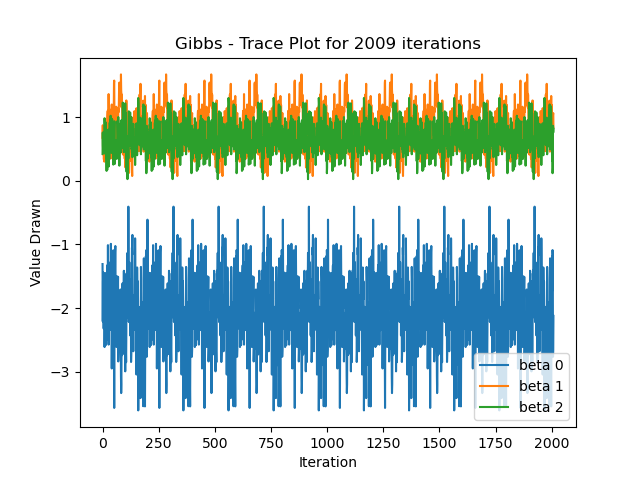 Gibbs - Trace Plot for 2009 iterations
Value Drawn
1
0
−1
−2
−3
beta 0
beta 1
beta 2
0
250
500
750
1000
1250
1500
1750
2000
Iteration